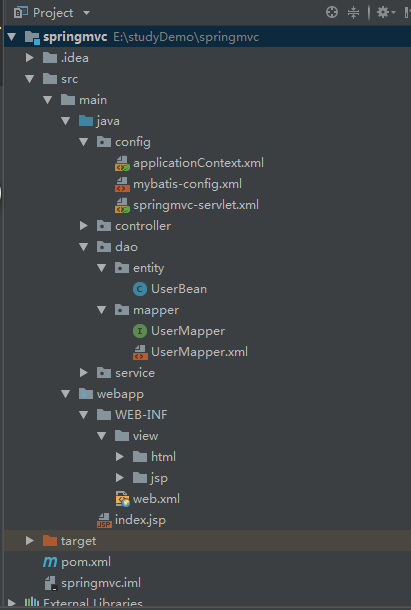 Project
springmvc E:\studyDemo\springmvc
.idea
src
main
java
config
applicationContext.xml
mybatis-config.xml
springmvc-servlet.xml
controller
dao
entity
UserBean
mapper
UserMapper
UserMapper.xml
service
webapp
WEB-INF
view
html
jsp
web.xml
index.jsp
target
pom.xml
springmvc.iml
External Libraries